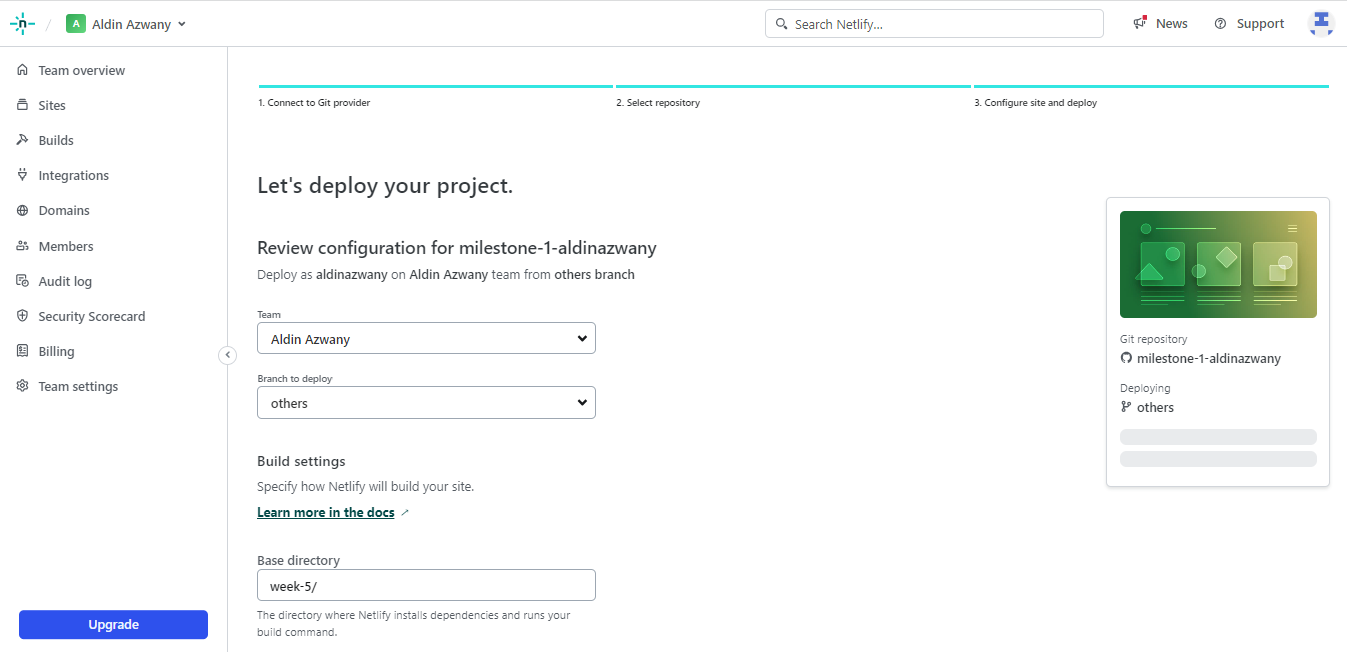 n / A Aldin Azwany
Search Netlify...
News
Support
Team overview
Sites
Builds
Integrations
Domains
Members
Audit log
Security Scorecard
Billing
Team settings
Upgrade
1. Connect to Git provider
2. Select repository
3. Configure site and deploy
Let's deploy your project.
Review configuration for milestone-1-aldinazwany
Deploy as aldinazwany on Aldin Azwany team from others branch
Team
Aldin Azwany
Branch to deploy
others
Build settings
Specify how Netlify will build your site.
Learn more in the docs
Base directory
week-5/
The directory where Netlify installs dependencies and runs your
build command.
Git repository
milestone-1-aldinazwany
Deploying
others